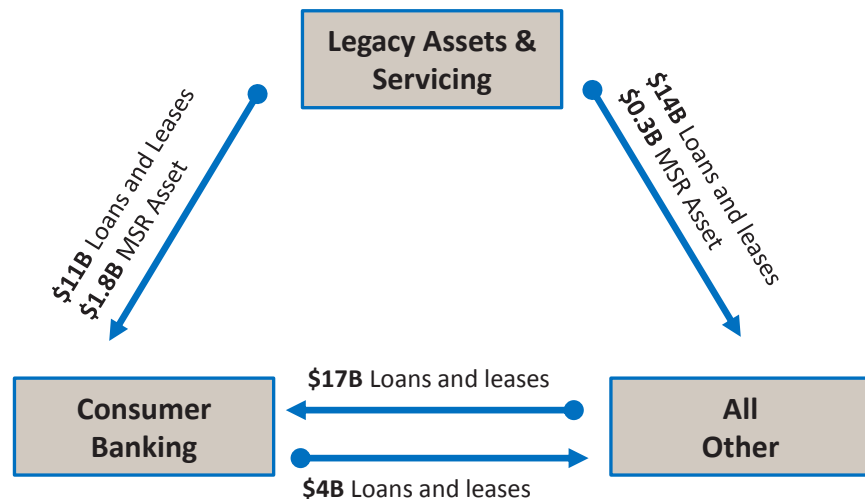 Legacy Assets &
Servicing
$11B Loans and Leases
$1.8B MSR Asset
$14B Loans and leases
$0.3B MSR Asset
$17B Loans and leases
Consumer
Banking
All
Other
$4B Loans and leases